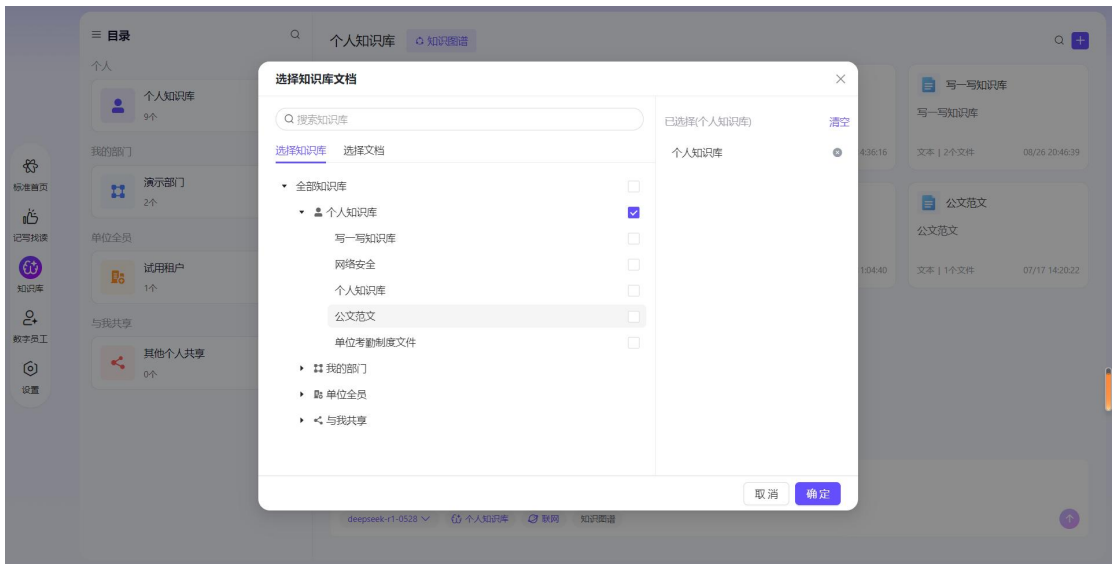 目录
个人
个人知识库
9个
我的部门
演示部门
2个
单位全员
试用租户
1个
与我共享
其他个人共享
0个
标准首页
记写找读
知识库
数字员工
设置
个人知识库
知识图谱
选择知识库文档
搜索知识库
选择知识库 选择文档
全部知识库
个人知识库
写一写知识库
网络安全
个人知识库
公文范文
单位考勤制度文件
我的部门
单位全员
与我共享
已选择(个人知识库) 清空
个人知识库
取消 确定
4:36:16
写一写知识库
写一写知识库
文本 | 2个文件 08/26 20:46:39
1:04:40
公文范文
公文范文
文本 | 1个文件 07/17 14:20:22
deepseek-r1-0528 个人知识库 联网 知识图谱